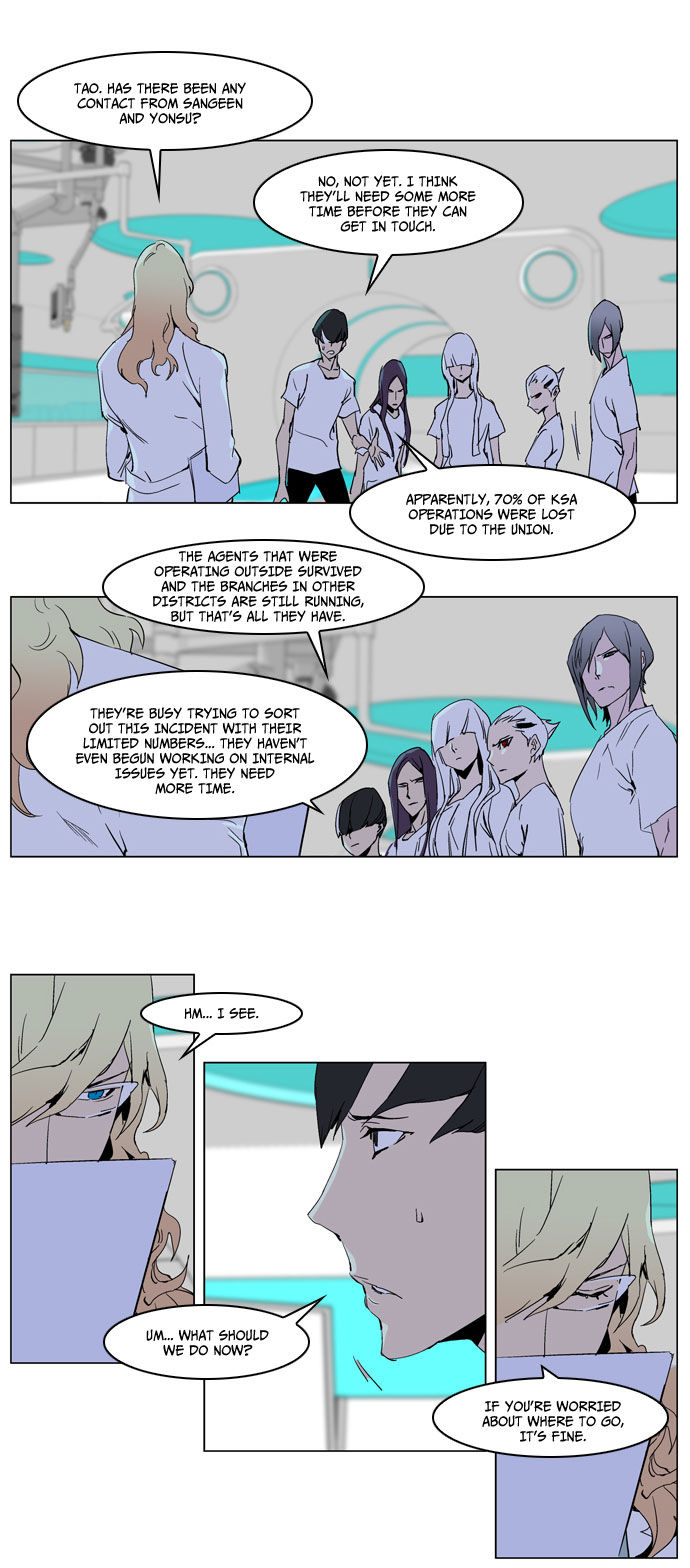 TAO. HAS THERE BEEN ANY
CONTACT FROM SANGEEN
AND YONSU?
NO, NOT YET. I THINK
THEY'LL NEED SOME MORE
TIME BEFORE THEY CAN
GET IN TOUCH.
APPARENTLY, 70% OF KSA
OPERATIONS WERE LOST
DUE TO THE UNION.
THE AGENTS THAT WERE
OPERATING OUTSIDE SURVIVED
AND THE BRANCHES IN OTHER
DISTRICTS ARE STILL RUNNING,
BUT THAT'S ALL THEY HAVE.
THEY'RE BUSY TRYING TO SORT
OUT THIS INCIDENT WITH THEIR
LIMITED NUMBERS... THEY HAVEN'T
EVEN BEGUN WORKING ON INTERNAL
ISSUES YET. THEY NEED
MORE TIME.
HM... I SEE.
UM... WHAT SHOULD
WE DO NOW?
IF YOU'RE WORRIED
ABOUT WHERE TO GO,
IT'S FINE.